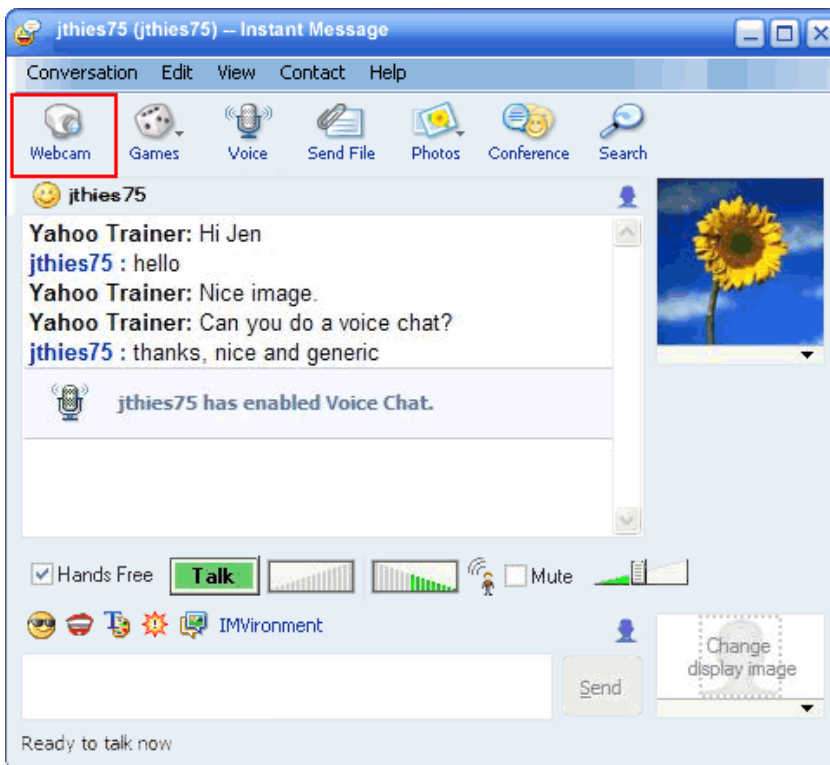 jthies75 (jthies75) -- Instant Message
Conversation Edit View Contact Help
Webcam Games Voice Send File Photos Conference Search
jthies75
Yahoo Trainer: Hi Jen
jthies75 : hello
Yahoo Trainer: Nice image.
Yahoo Trainer: Can you do a voice chat?
jthies75 : thanks, nice and generic
jthies75 has enabled Voice Chat.
Hands Free Talk Mute
IMVironment
Change
display image
Send
Ready to talk now